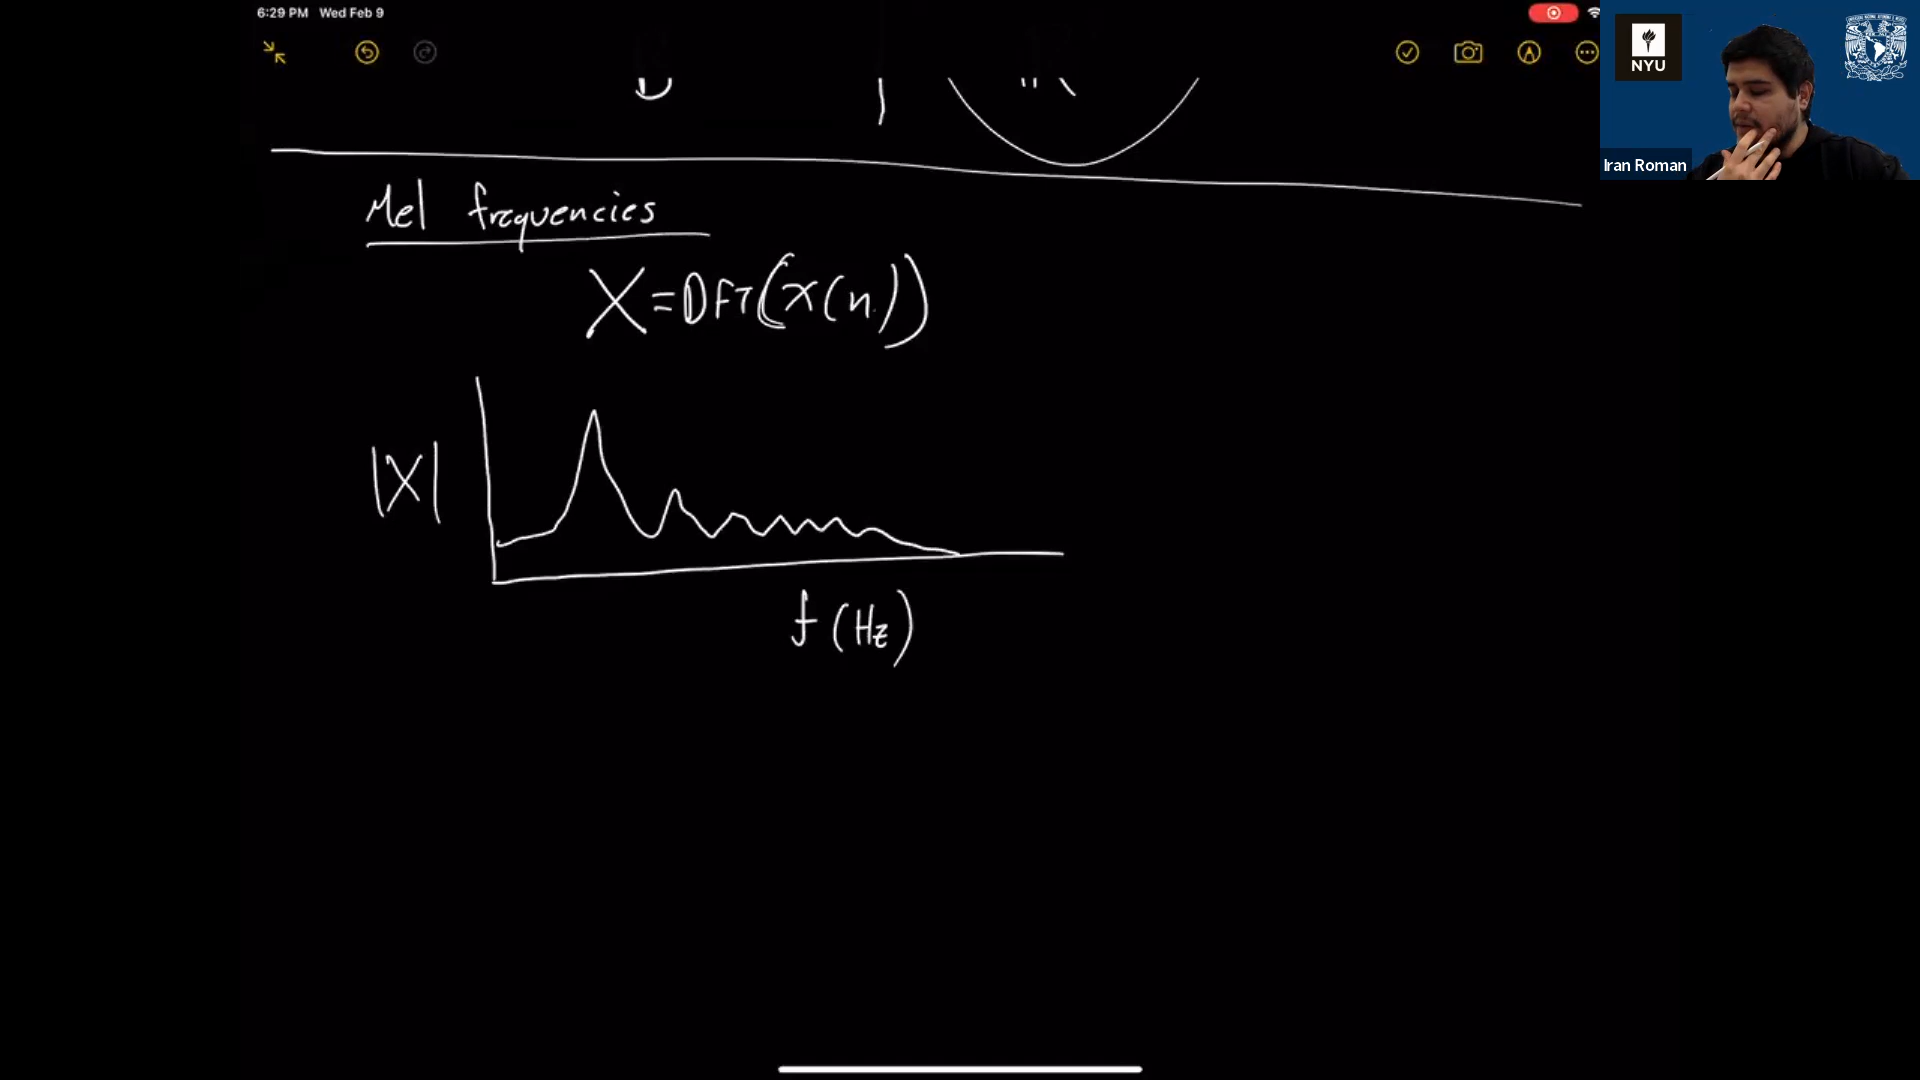 6:29 PM Wed Feb 9
NYU
Iran Roman
Mel frequencies
X=DFT(x(n))
|X|
f (Hz)